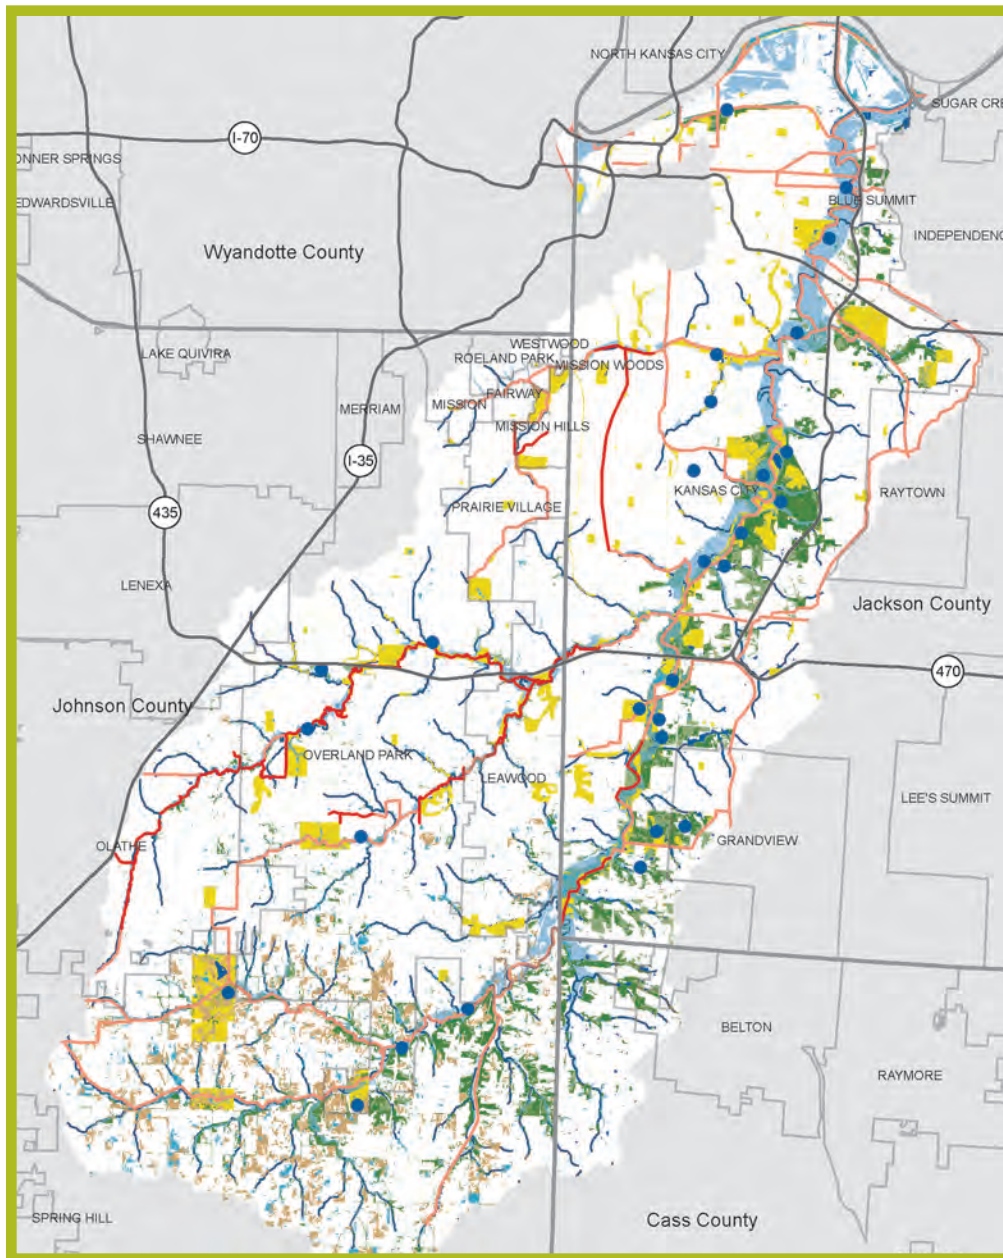 NORTH KANSAS CITY
SUGAR CRE
I-70
ONNER SPRINGS
EDWARDSVILLE
BLUE SUMMIT
INDEPENDENC
Wyandotte County
WESTWOOD
LAKE QUIVIRA
ROELAND PARK
MISSION WOODS
FAIRWAY
MISSION
MERRIAM
MISSION HILLS
SHAWNEE
I-35
KANSAS CITY
RAYTOWN
PRAIRIE VILLAGE
435
LENEXA
Jackson County
470
Johnson County
OVERLAND PARK
LEAWOOD
LEE'S SUMMIT
OLATHE
GRANDVIEW
BELTON
RAYMORE
SPRING HILL
Cass County